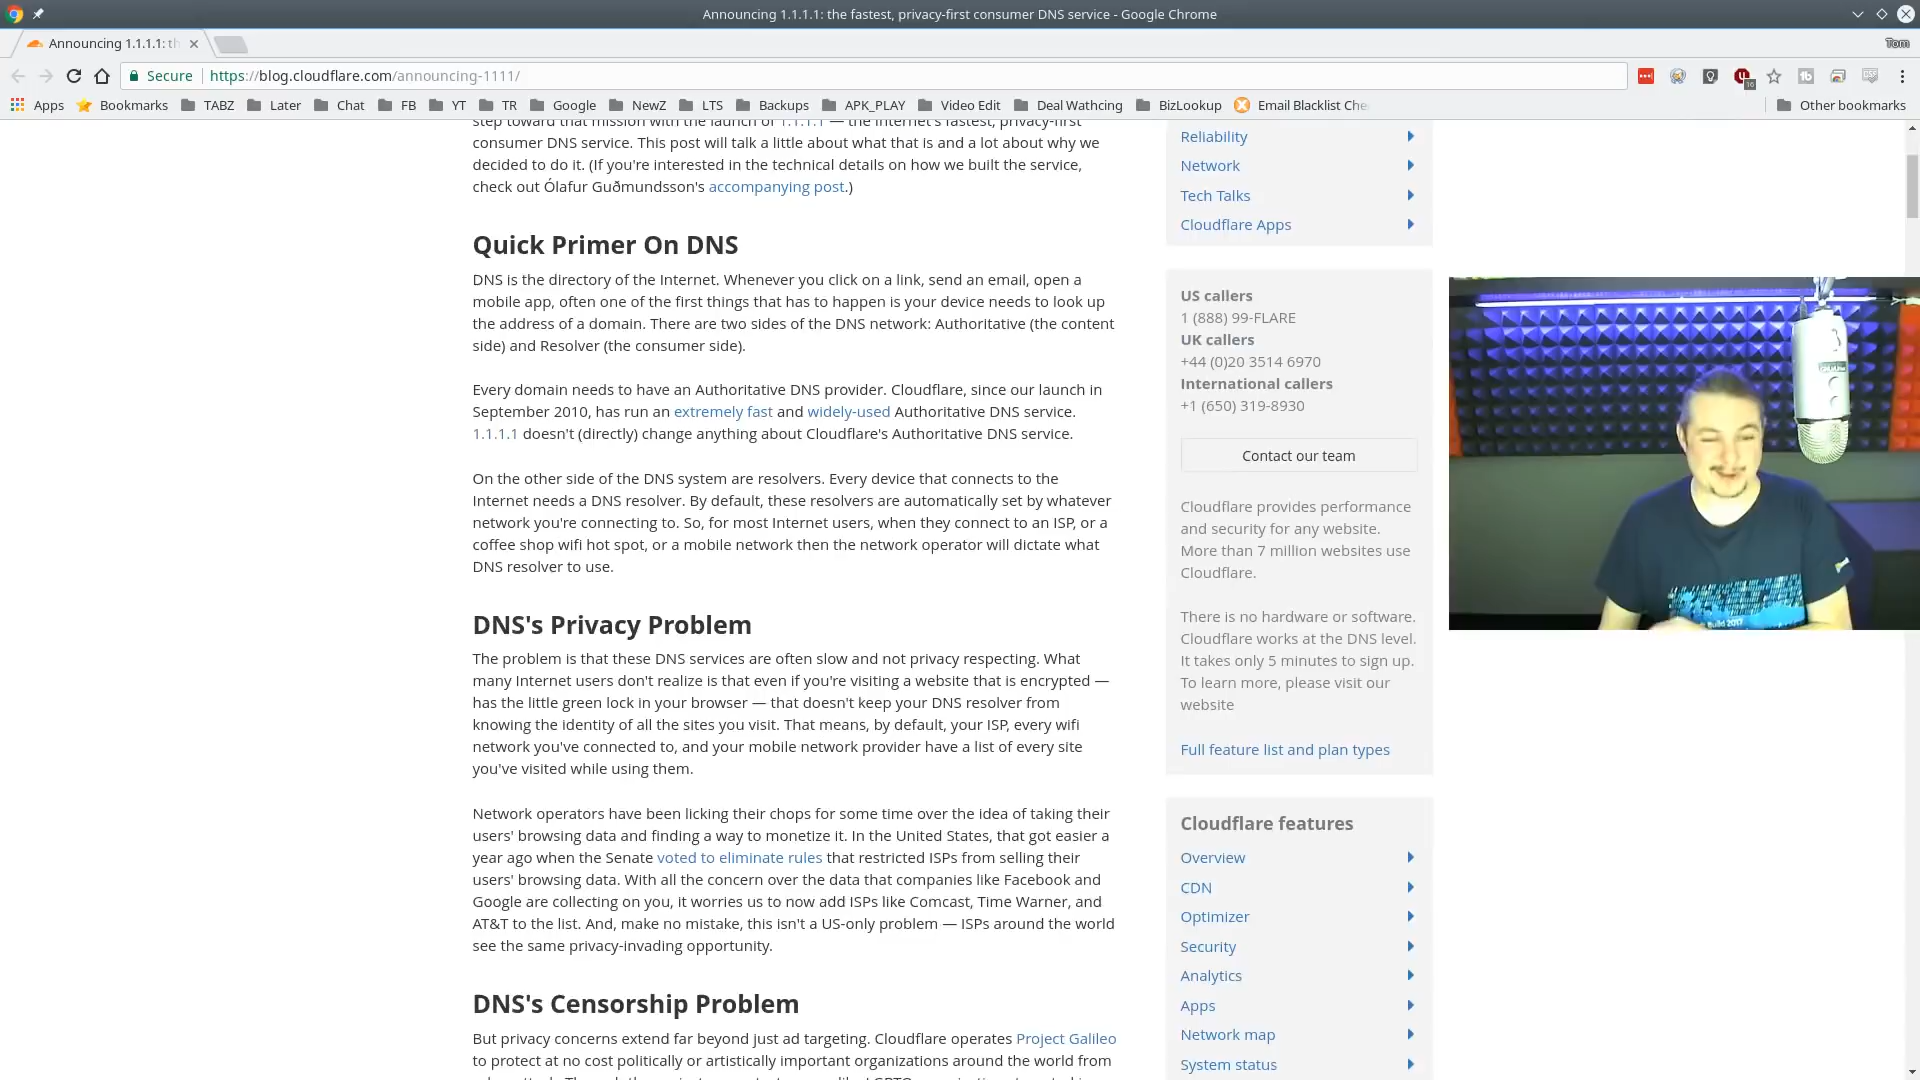 Announcing 1.1.1.1: the fastest, privacy-first consumer DNS service - Google Chrome
Announcing 1.1.1.1: th
Tom
Secure
https://blog.cloudflare.com/announcing-1111/
Apps
Bookmarks
TABZ
Later
Chat
FB
YT
TR
Google
NewZ
LTS
Backups
APK_PLAY
Video Edit
Deal Wathcing
BizLookup
Email Blacklist Che
Other bookmarks
step toward that mission with the launch of 1.1.1.1 — the Internet's fastest, privacy-first
consumer DNS service. This post will talk a little about what that is and a lot about why we
decided to do it. (If you're interested in the technical details on how we built the service,
check out Ólafur Guðmundsson's accompanying post.)
Quick Primer On DNS
DNS is the directory of the Internet. Whenever you click on a link, send an email, open a
mobile app, often one of the first things that has to happen is your device needs to look up
the address of a domain. There are two sides of the DNS network: Authoritative (the content
side) and Resolver (the consumer side).
Every domain needs to have an Authoritative DNS provider. Cloudflare, since our launch in
September 2010, has run an extremely fast and widely-used Authoritative DNS service.
1.1.1.1 doesn't (directly) change anything about Cloudflare's Authoritative DNS service.
On the other side of the DNS system are resolvers. Every device that connects to the
Internet needs a DNS resolver. By default, these resolvers are automatically set by whatever
network you're connecting to. So, for most Internet users, when they connect to an ISP, or a
coffee shop wifi hot spot, or a mobile network then the network operator will dictate what
DNS resolver to use.
DNS's Privacy Problem
The problem is that these DNS services are often slow and not privacy respecting. What
many Internet users don't realize is that even if you're visiting a website that is encrypted —
has the little green lock in your browser — that doesn't keep your DNS resolver from
knowing the identity of all the sites you visit. That means, by default, your ISP, every wifi
network you've connected to, and your mobile network provider have a list of every site
you've visited while using them.
Network operators have been licking their chops for some time over the idea of taking their
users' browsing data and finding a way to monetize it. In the United States, that got easier a
year ago when the Senate voted to eliminate rules that restricted ISPs from selling their
users' browsing data. With all the concern over the data that companies like Facebook and
Google are collecting on you, it worries us to now add ISPs like Comcast, Time Warner, and
AT&T to the list. And, make no mistake, this isn't a US-only problem — ISPs around the world
see the same privacy-invading opportunity.
DNS's Censorship Problem
But privacy concerns extend far beyond just ad targeting. Cloudflare operates Project Galileo
to protect at no cost politically or artistically important organizations around the world from
Reliability
Network
Tech Talks
Cloudflare Apps
US callers
1 (888) 99-FLARE
UK callers
+44 (0)20 3514 6970
International callers
+1 (650) 319-8930
Contact our team
Cloudflare provides performance
and security for any website.
More than 7 million websites use
Cloudflare.
There is no hardware or software.
Cloudflare works at the DNS level.
It takes only 5 minutes to sign up.
To learn more, please visit our
website
Full feature list and plan types
Cloudflare features
Overview
CDN
Optimizer
Security
Analytics
Apps
Network map
System status
Build 2017